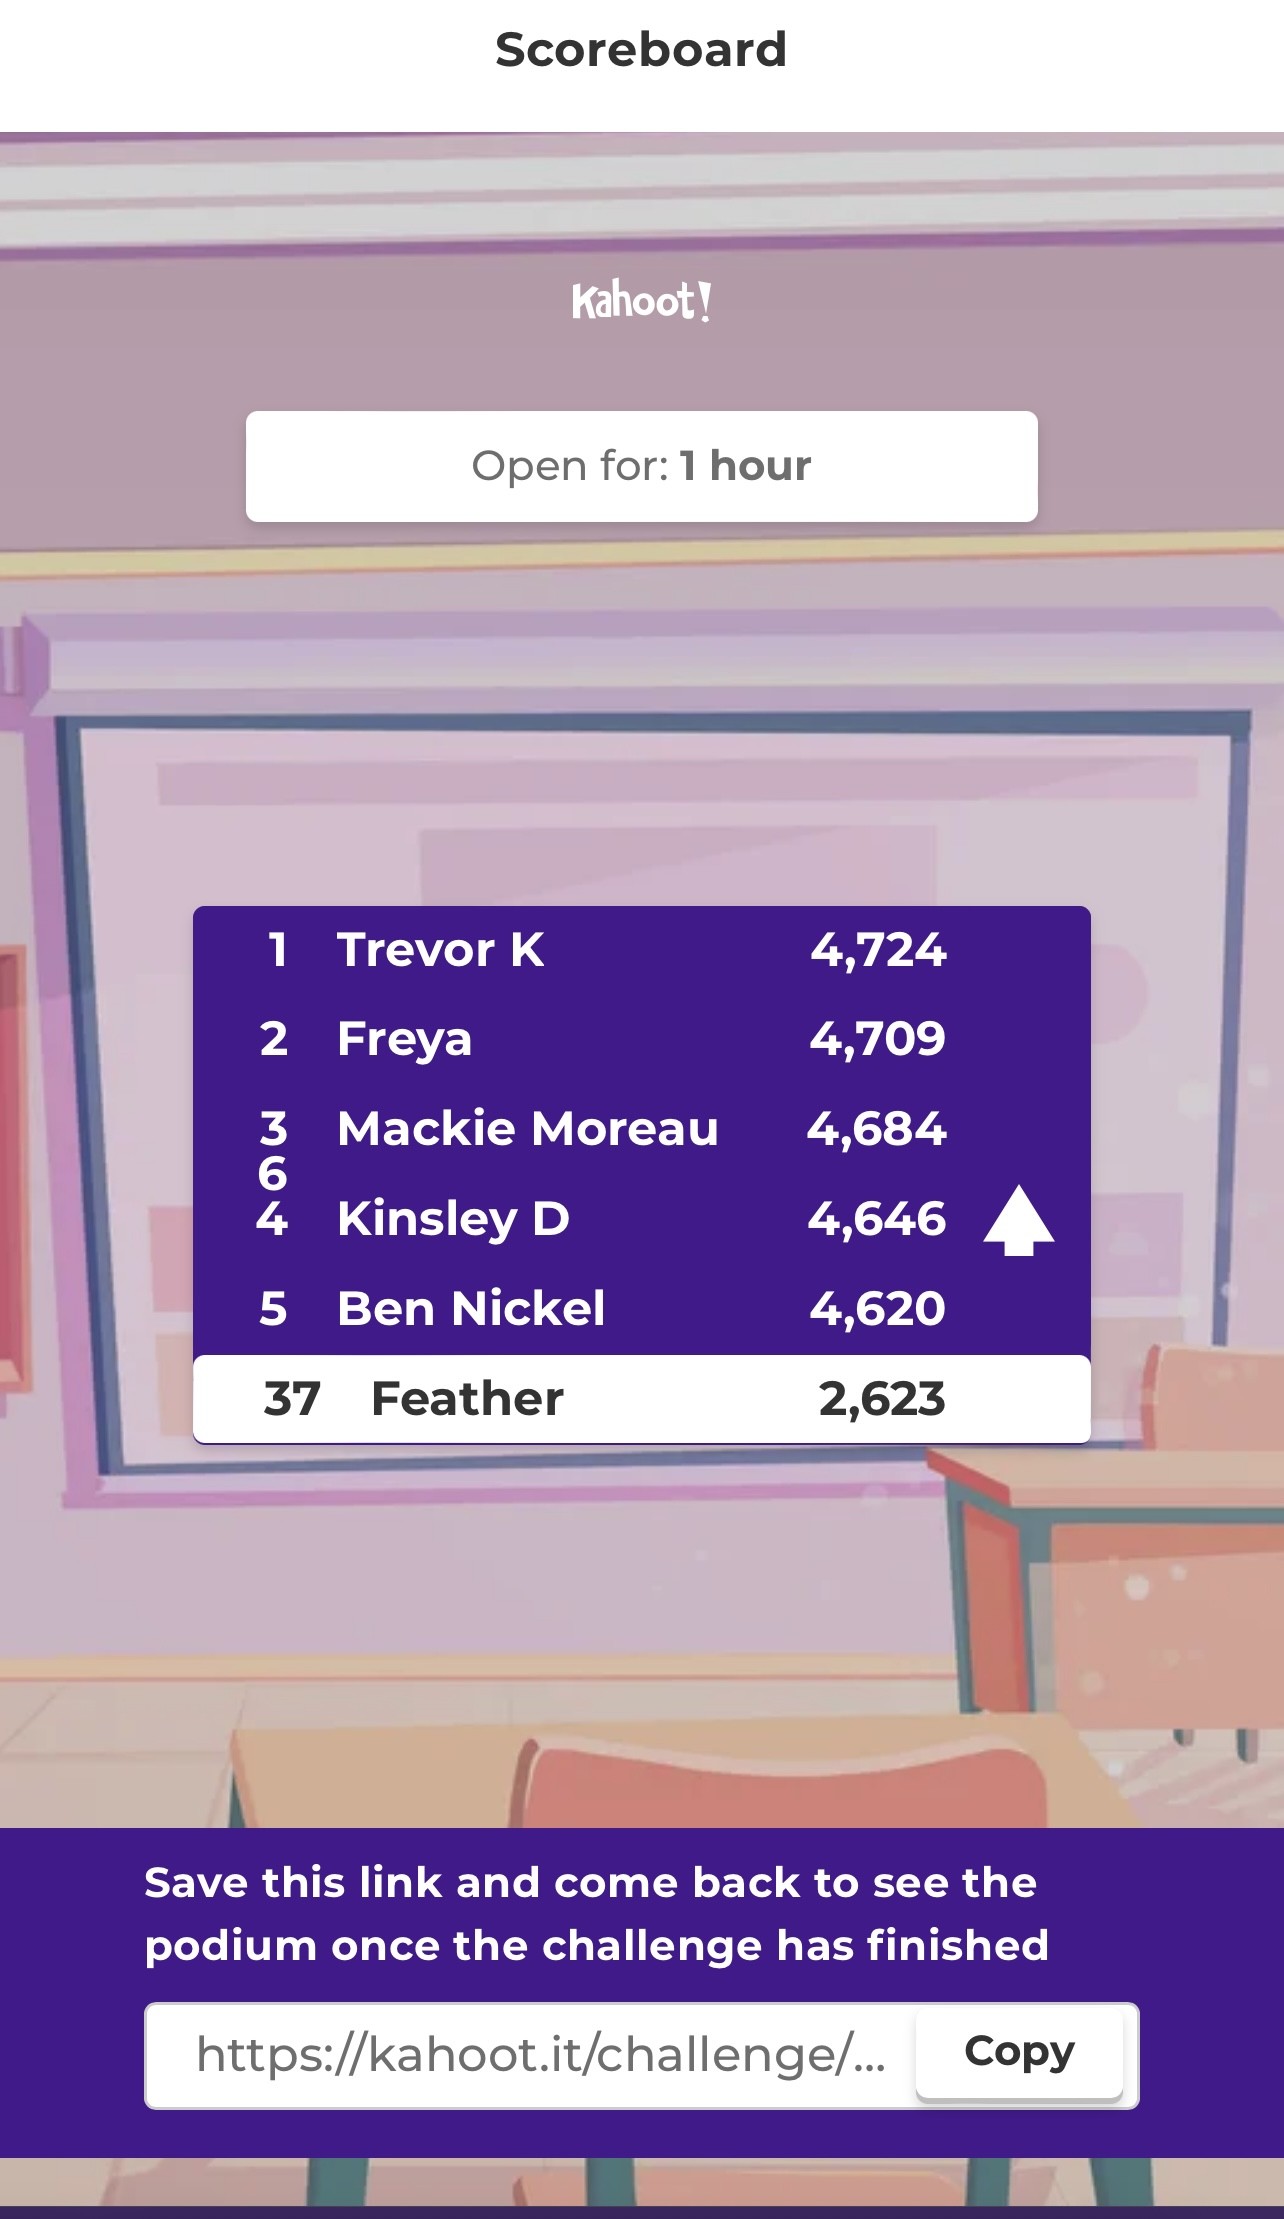 Scoreboard
Kahoot!
Open for: 1 hour
1 Trevor K 4,724
2 Freya 4,709
3 Mackie Moreau 4,684
6
4 Kinsley D 4,646
5 Ben Nickel 4,620
37 Feather 2,623
Save this link and come back to see the
podium once the challenge has finished
https://kahoot.it/challenge/... Copy